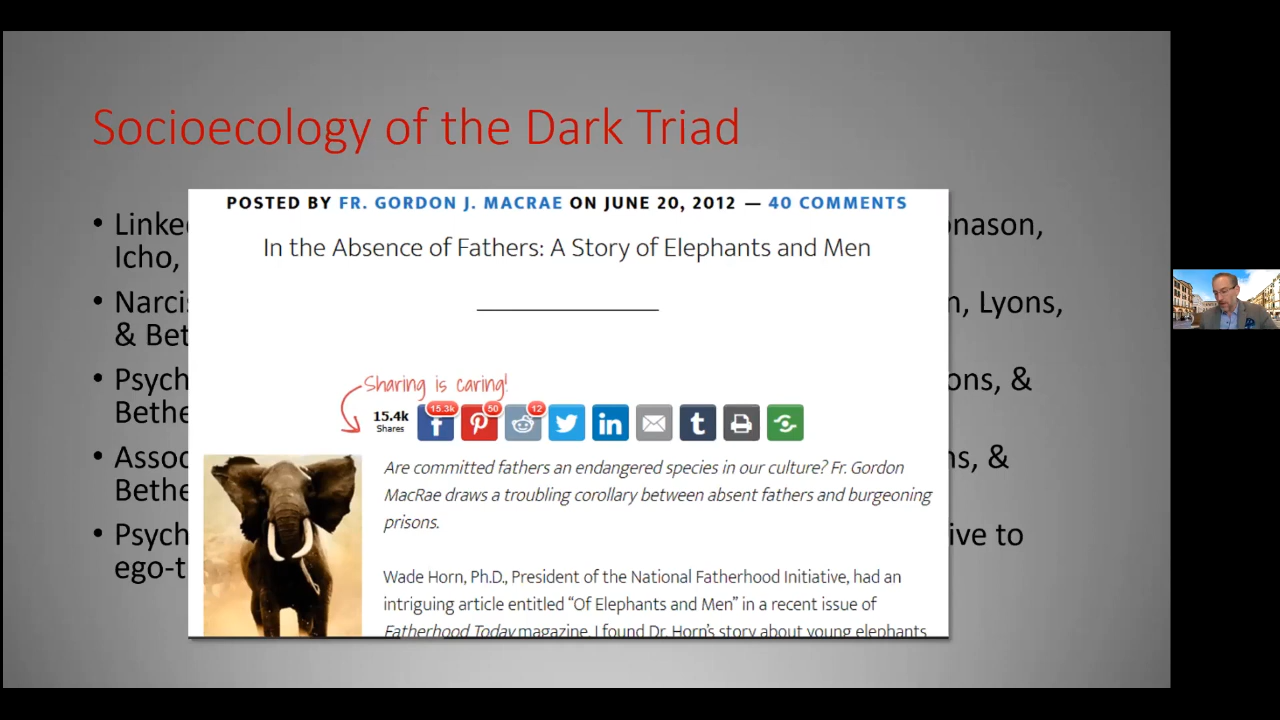 Socioecology of the Dark Triad
POSTED BY FR. GORDON J. MACRAE ON JUNE 20, 2012 — 40 COMMENTS
In the Absence of Fathers: A Story of Elephants and Men
Sharing is caring!
15.4k
Shares
15.3k
50
12
Are committed fathers an endangered species in our culture? Fr. Gordon
MacRae draws a troubling corollary between absent fathers and burgeoning
prisons.
Wade Horn, Ph.D., President of the National Fatherhood Initiative, had an
intriguing article entitled “Of Elephants and Men” in a recent issue of
Fatherhood Today magazine. I found Dr. Horn's story about young elephants
• Linke
Icho,
• Narci
Lyons,
& Bet
• Psych
ons, &
Bethe
• Assoc
ns, &
Bethe
• Psych
ive to
ego-t